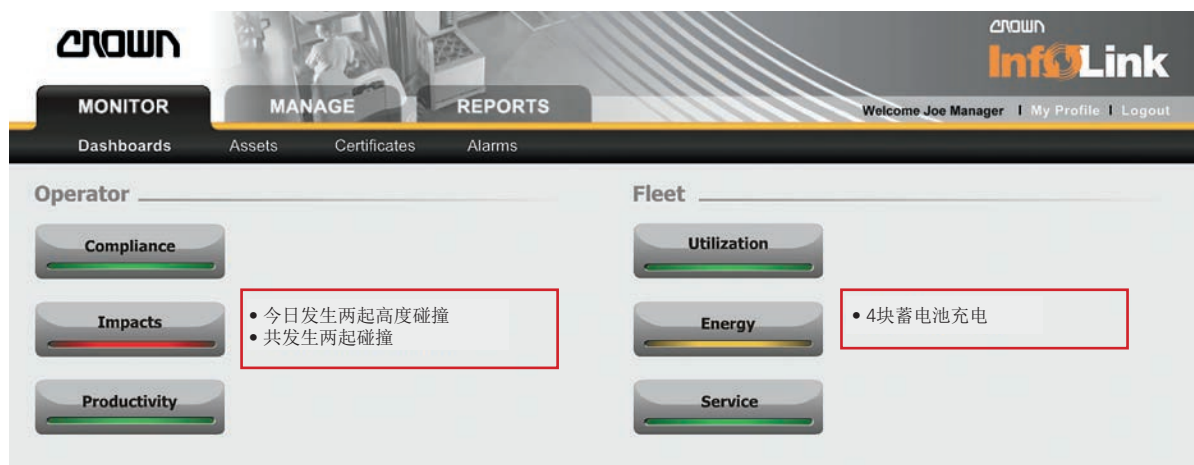 CROWN
CROWN
InfoLink
MONITOR
MANAGE
REPORTS
Welcome Joe Manager | My Profile | Logout
Dashboards
Assets
Certificates
Alarms
Operator
Compliance
Impacts
• 今日发生两起高度碰撞
• 共发生两起碰撞
Productivity
Fleet
Utilization
Energy
• 4块蓄电池充电
Service